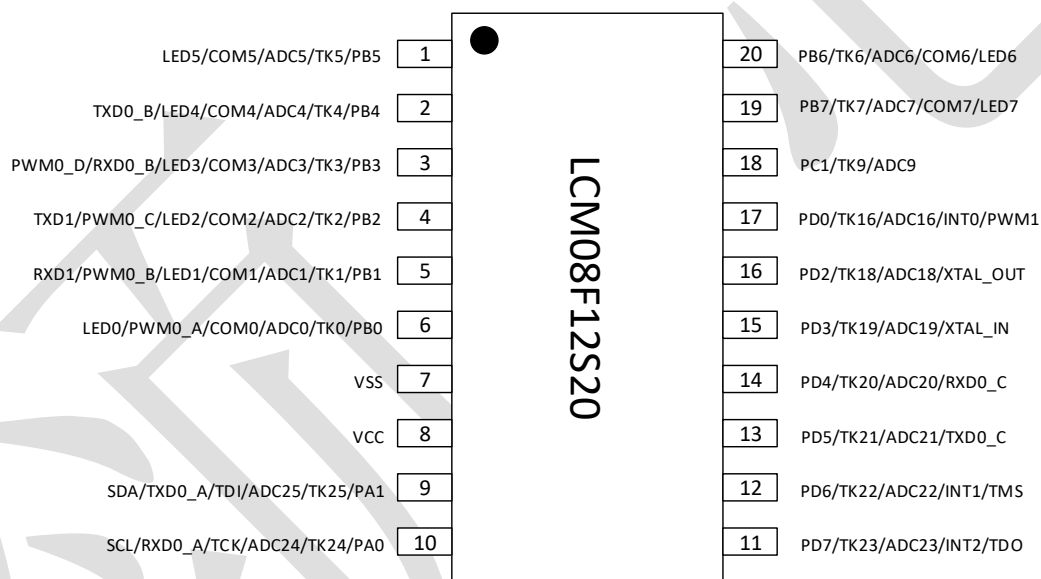 LED5/COM5/ADC5/TK5/PB5 1 20 PB6/TK6/ADC6/COM6/LED6
TXD0_B/LED4/COM4/ADC4/TK4/PB4 2 19 PB7/TK7/ADC7/COM7/LED7
PWM0_D/RXD0_B/LED3/COM3/ADC3/TK3/PB3 3 18 PC1/TK9/ADC9
TXD1/PWM0_C/LED2/COM2/ADC2/TK2/PB2 4 17 PD0/TK16/ADC16/INT0/PWM1
RXD1/PWM0_B/LED1/COM1/ADC1/TK1/PB1 5 16 PD2/TK18/ADC18/XTAL_OUT
LED0/PWM0_A/COM0/ADC0/TK0/PB0 6 15 PD3/TK19/ADC19/XTAL_IN
VSS 7 14 PD4/TK20/ADC20/RXD0_C
VCC 8 13 PD5/TK21/ADC21/TXD0_C
SDA/TXD0_A/TDI/ADC25/TK25/PA1 9 12 PD6/TK22/ADC22/INT1/TMS
SCL/RXD0_A/TCK/ADC24/TK24/PA0 10 11 PD7/TK23/ADC23/INT2/TDO
LCM08F12S20